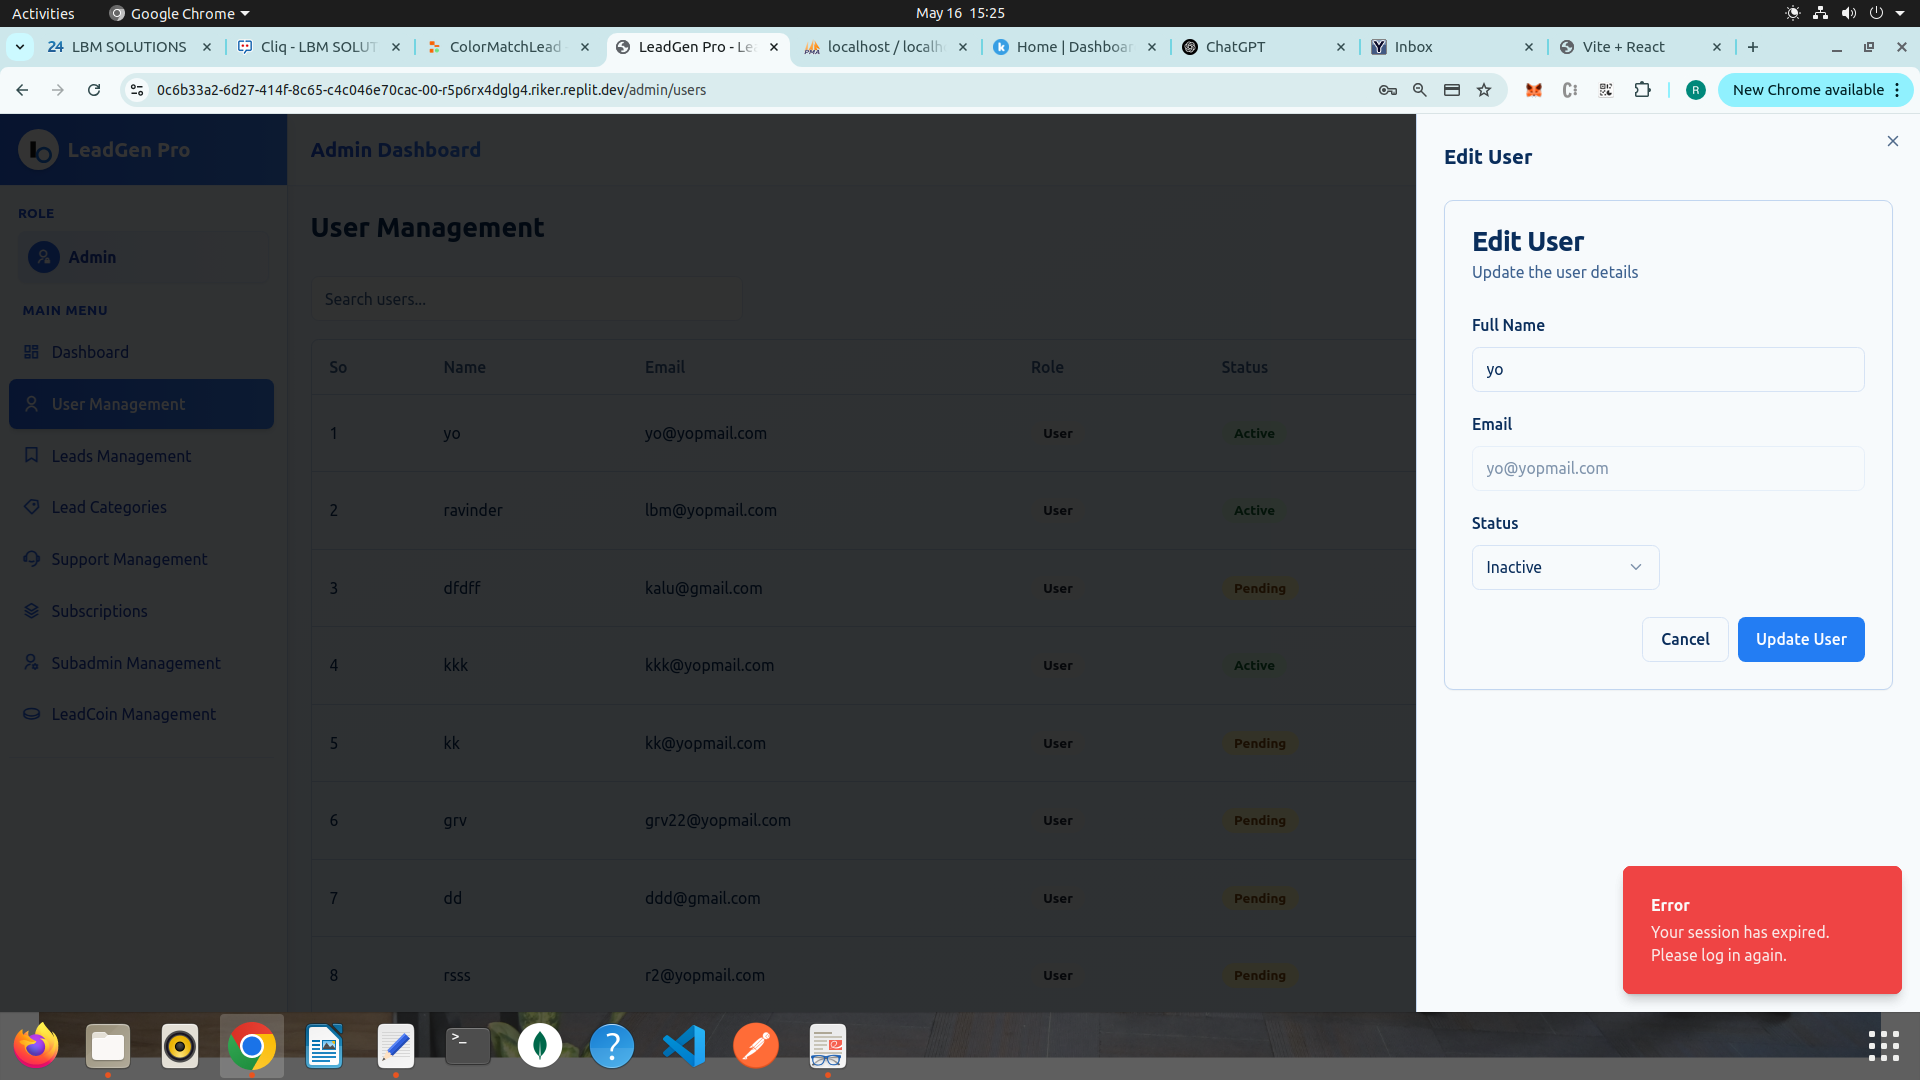 Activities
Google Chrome
May 16 15:25
24 LBM SOLUTIONS
Cliq - LBM SOLUT
ColorMatchLead
LeadGen Pro - Lea
localhost / localh
Home | Dashboar
ChatGPT
Inbox
Vite + React
0c6b33a2-6d27-414f-8c65-c4c046e70cac-00-r5p6rx4dglg4.riker.replit.dev/admin/users
R
New Chrome available
LeadGen Pro
ROLE
Admin
MAIN MENU
Dashboard
User Management
Leads Management
Lead Categories
Support Management
Subscriptions
Subadmin Management
LeadCoin Management
Admin Dashboard
User Management
Search users...
So Name Email Role Status
1 yo yo@yopmail.com User Active
2 ravinder lbm@yopmail.com User Active
3 dfdff kalu@gmail.com User Pending
4 kkk kkk@yopmail.com User Active
5 kk kk@yopmail.com User Pending
6 grv grv22@yopmail.com User Pending
7 dd ddd@gmail.com User Pending
8 rsss r2@yopmail.com User Pending
Edit User
Edit User
Update the user details
Full Name
yo
Email
yo@yopmail.com
Status
Inactive
Cancel
Update User
Error
Your session has expired.
Please log in again.